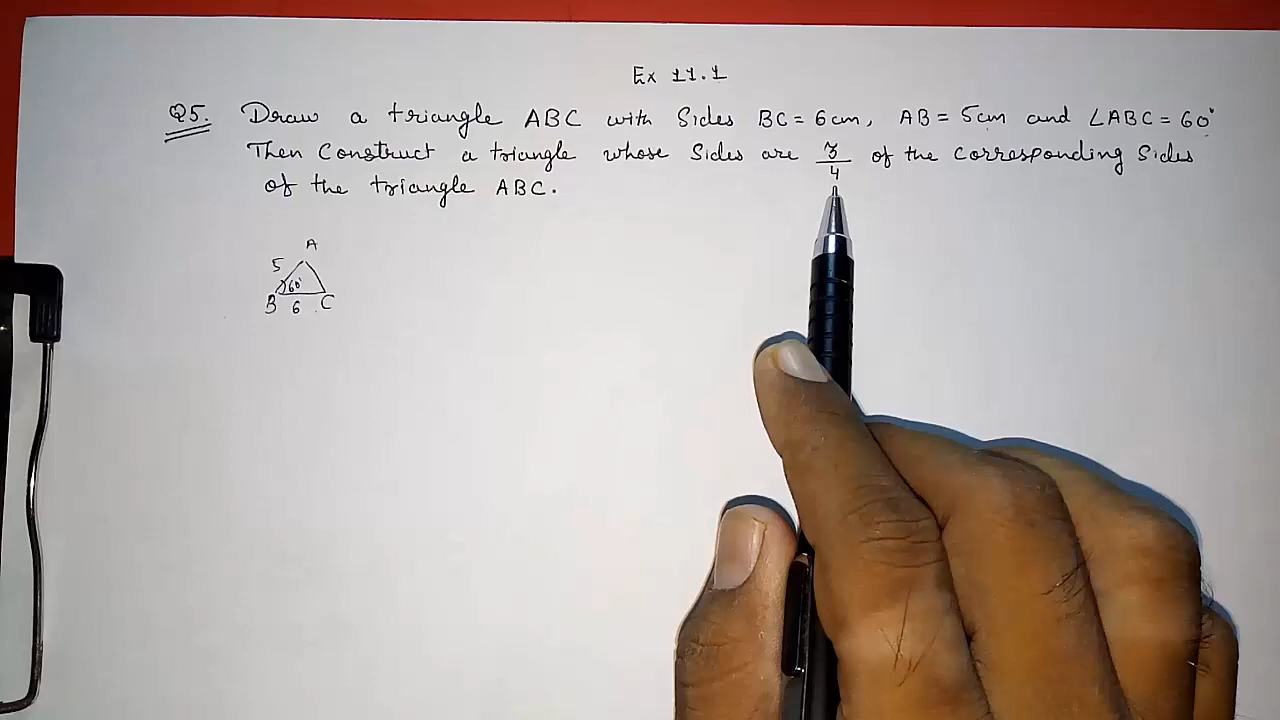 Ex 11.1
Q5. Draw a triangle ABC with Sides BC = 6cm, AB = 5cm and ∠ABC = 60°
Then Construct a triangle whose Sides are 3/4 of the corresponding Sides
of the triangle ABC.
A
5
60°
B 6 C